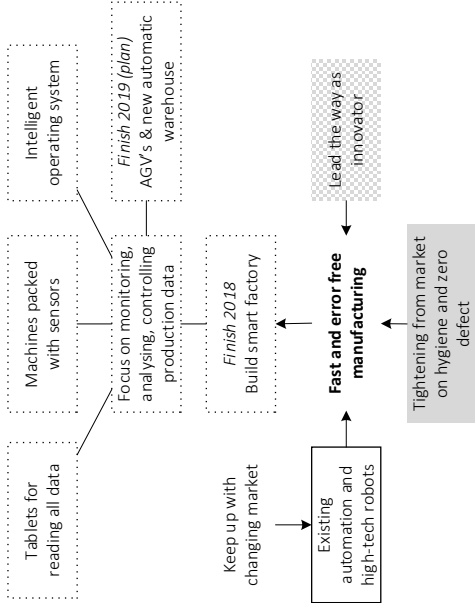 Tablets for
reading all data
Machines packed
with sensors
Intelligent
operating system
Focus on monitoring,
analysing, controlling
production data
Finish 2019 (plan)
AGV's & new automatic
warehouse
Finish 2018
Build smart factory
Keep up with
changing market
Existing
automation and
high-tech robots
Fast and error free
manufacturing
Lead the way as
innovator
Tightening from market
on hygiene and zero
defect